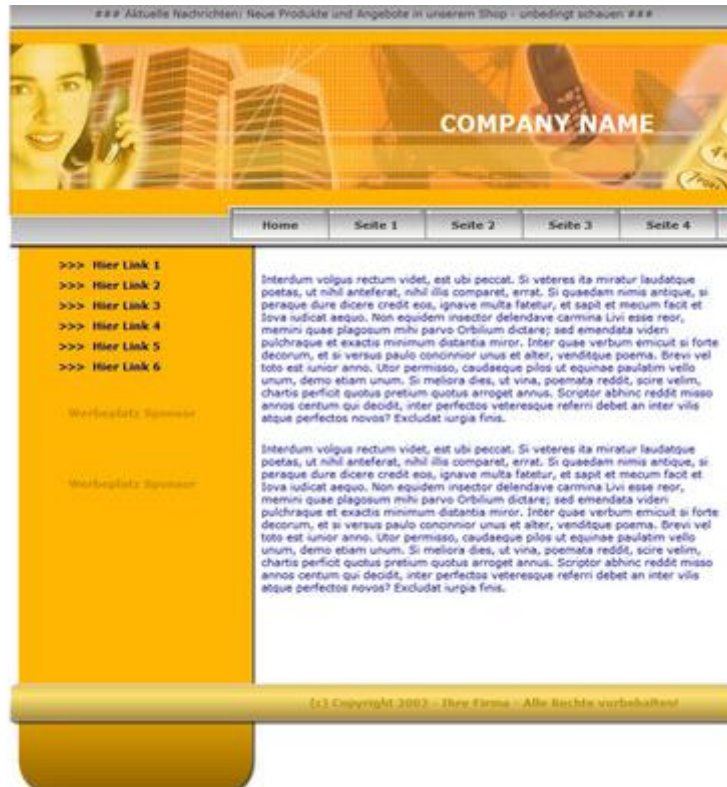 ### Aktuelle Nachrichten: Neue Produkte und Angebote in unserem Shop - unbedingt schauen ###
COMPANY NAME
Home Seite 1 Seite 2 Seite 3 Seite 4
>>> Hier Link 1
>>> Hier Link 2
>>> Hier Link 3
>>> Hier Link 4
>>> Hier Link 5
>>> Hier Link 6
Werbeplatz Sponsor
Werbeplatz Sponsor
Interdum volgus rectum videt, est ubi peccat. Si veteres ita miratur laudatque
poetas, ut nihil anteferat, nihil illis comparet, errat. Si quaedam nimis antique, si
peraque dure dicere credit eos, ignave multa fatetur, et sapit et mecum facit et
Iova iudicat aequo. Non equidem insector delendave carmina Livi esse reor,
memini quae plagosum mihi parvo Orbilium dictare; sed emendata videri
pulchraque et exactis minimum distantia miror. Inter quae verbum emicuit si forte
decorum, et si versus paulo concinnior unus et alter, venditque poema. Brevi vel
toto est iunior anno. Utor permisso, caudaeque pilos ut equinae paulatim vello
unum, demo etiam unum. Si meliora dies, ut vina, poemata reddit, scire velim,
chartis perficit quotus pretium quotus arroget annus. Scriptor abhinc reddit misso
annos centum qui decidit, inter perfectos veteresque referri debet an inter vilis
atque perfectos novos? Excludat iurgia finis.
Interdum volgus rectum videt, est ubi peccat. Si veteres ita miratur laudatque
poetas, ut nihil anteferat, nihil illis comparet, errat. Si quaedam nimis antique, si
peraque dure dicere credit eos, ignave multa fatetur, et sapit et mecum facit et
Iova iudicat aequo. Non equidem insector delendave carmina Livi esse reor,
memini quae plagosum mihi parvo Orbilium dictare; sed emendata videri
pulchraque et exactis minimum distantia miror. Inter quae verbum emicuit si forte
decorum, et si versus paulo concinnior unus et alter, venditque poema. Brevi vel
toto est iunior anno. Utor permisso, caudaeque pilos ut equinae paulatim vello
unum, demo etiam unum. Si meliora dies, ut vina, poemata reddit, scire velim,
chartis perficit quotus pretium quotus arroget annus. Scriptor abhinc reddit misso
annos centum qui decidit, inter perfectos veteresque referri debet an inter vilis
atque perfectos novos? Excludat iurgia finis.
(c) Copyright 2002 - Ihre Firma - Alle Rechte vorbehalten!